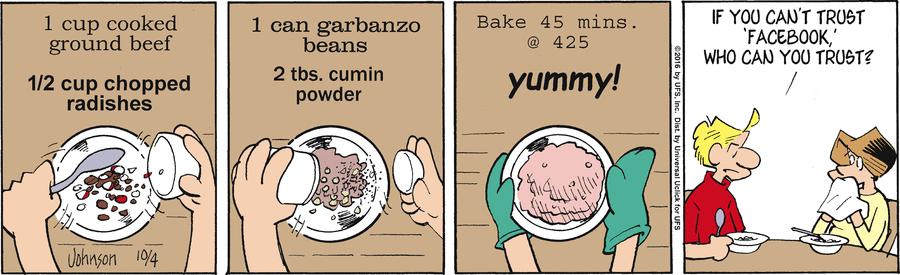 1 cup cooked
ground beef
1/2 cup chopped
radishes
Johnson 10/4
1 can garbanzo
beans
2 tbs. cumin
powder
Bake 45 mins.
@ 425
yummy!
©2016 by UFS, Inc. Dist. by Universal Uclick for UFS
IF YOU CAN'T TRUST
'FACEBOOK,'
WHO CAN YOU TRUST?